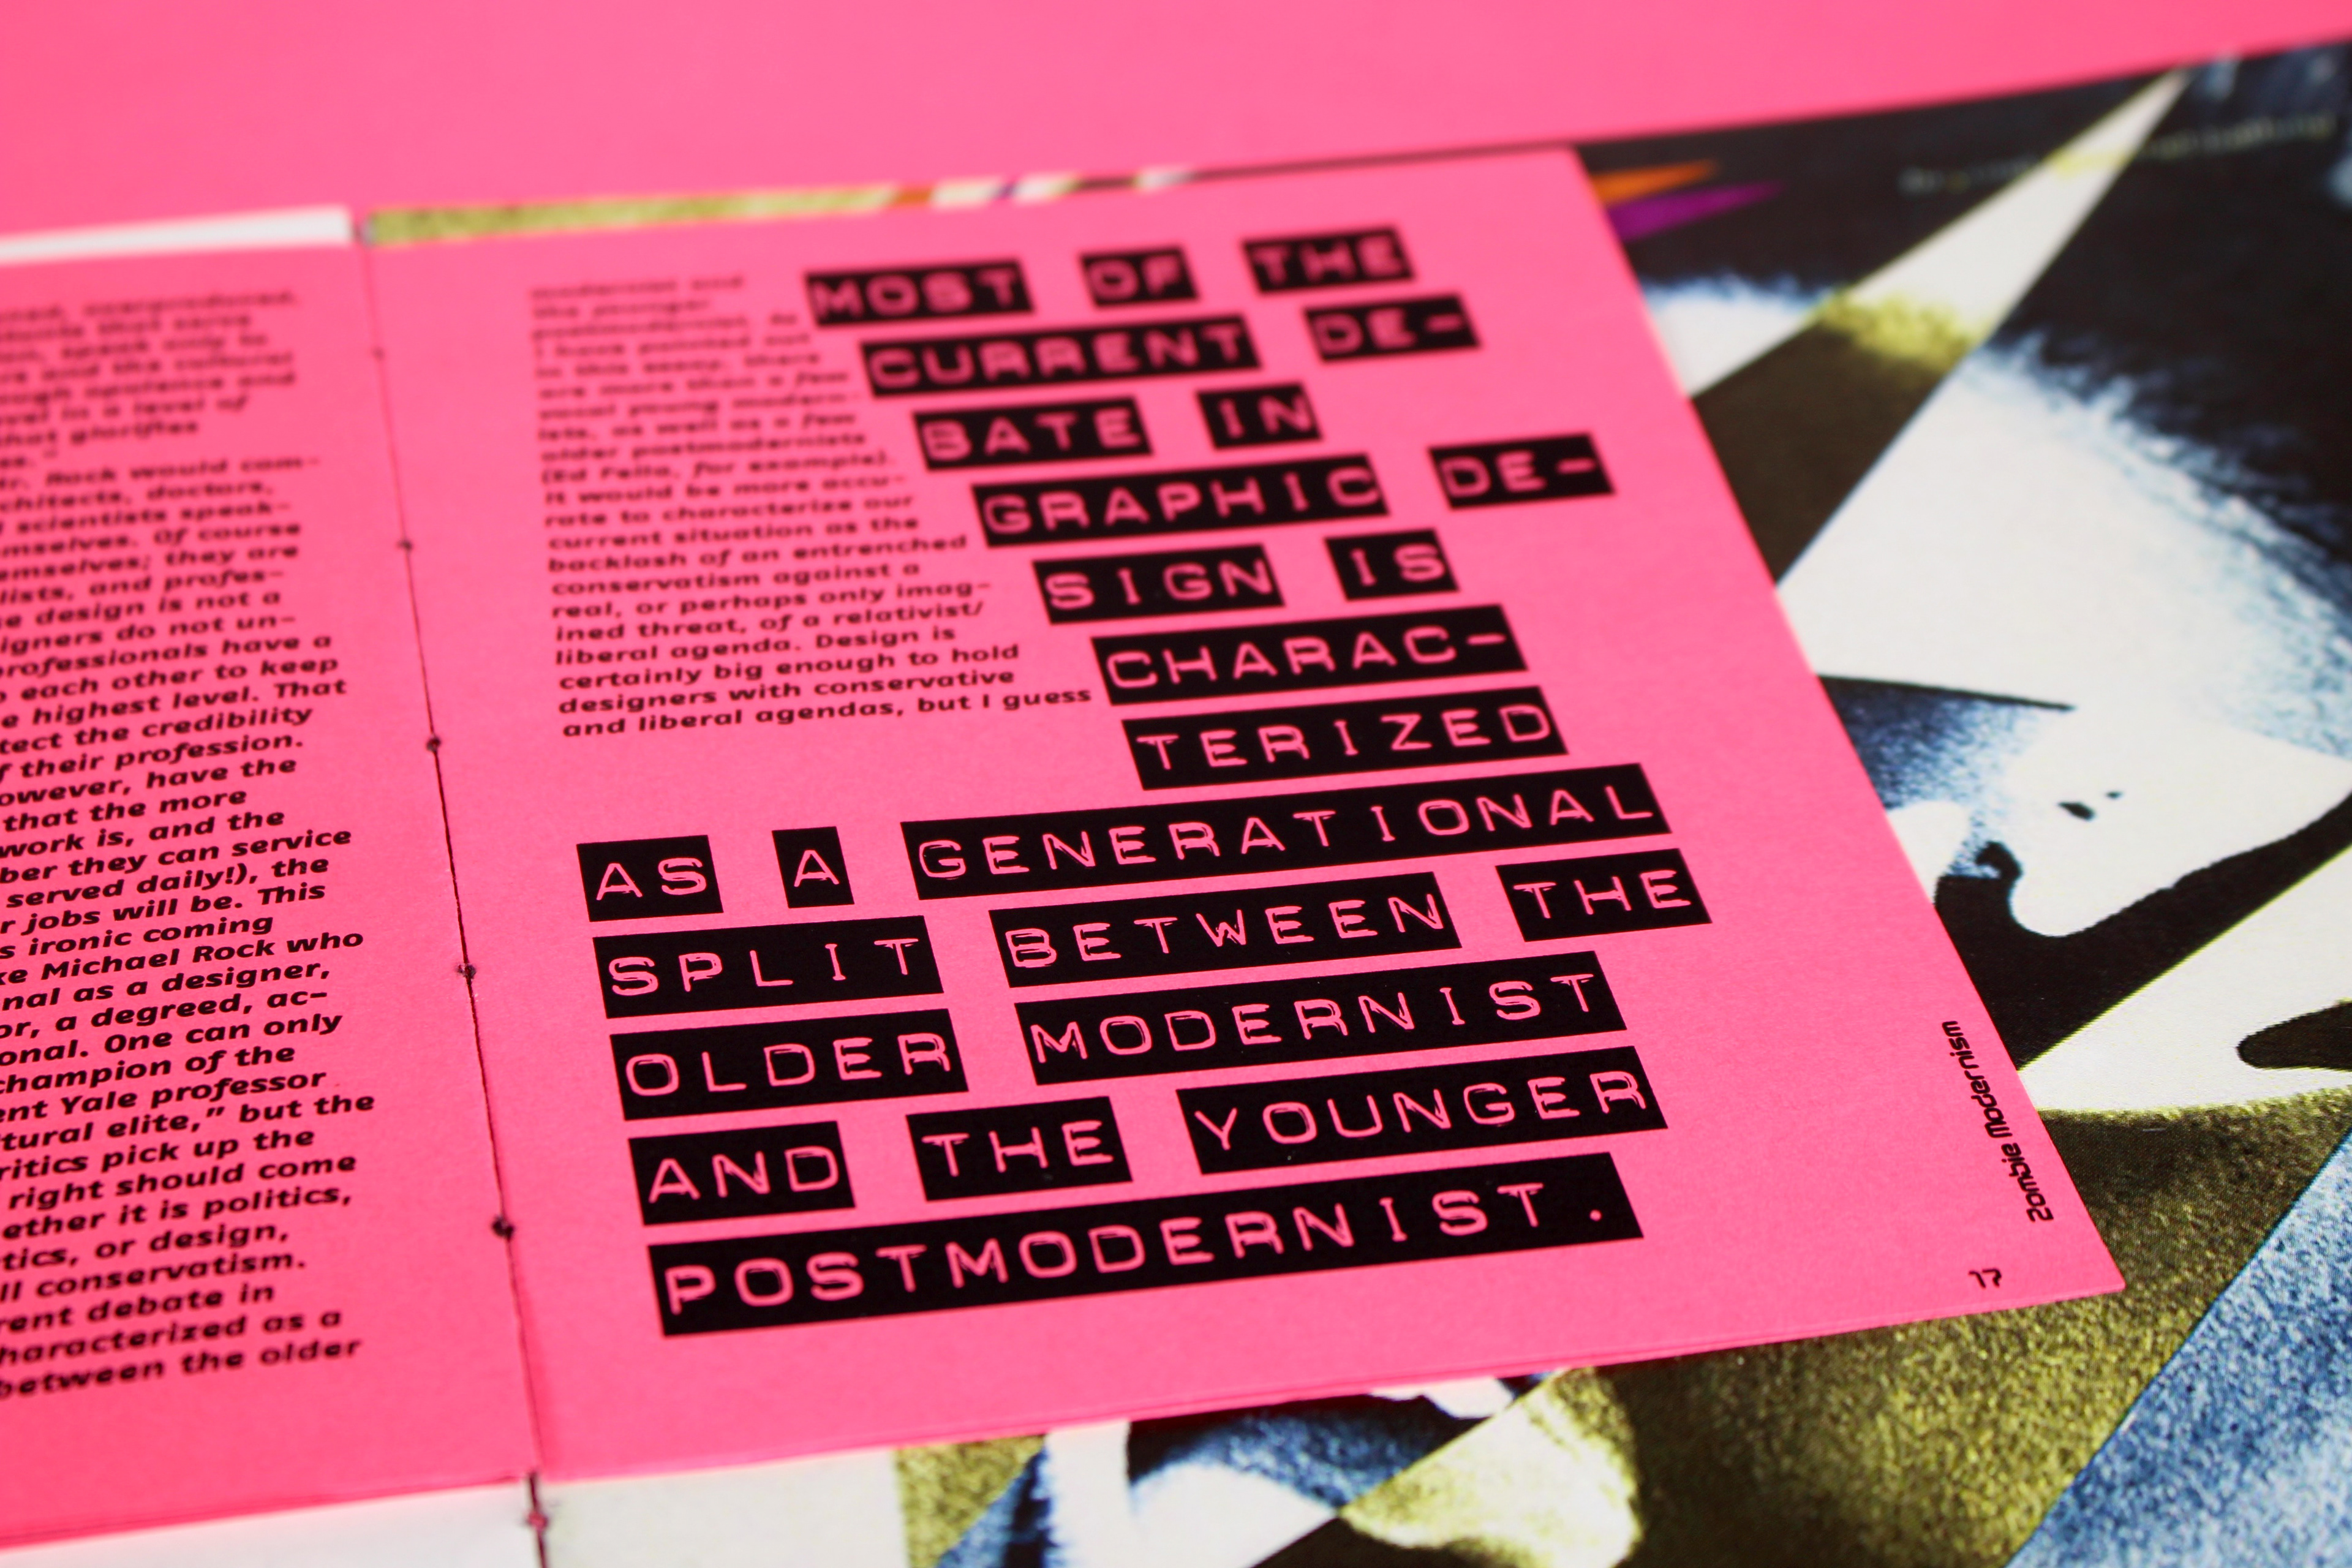 that glorifies
Mr. Rock would com-
architects, doctors,
scientists speak-
mselves. Of course
emselves; they are
lists, and profes-
se design is not a
igners do not un-
professionals have a
o each other to keep
e highest level. That
tect the credibility
f their profession.
owever, have the
that the more
work is, and the
ber they can service
served daily!), the
r jobs will be. This
s ironic coming
ke Michael Rock who
onal as a designer,
or, a degreed, ac-
onal. One can only
champion of the
ent Yale professor
tural elite,” but the
ritics pick up the
right should come
ether it is politics,
tics, or design,
ll conservatism.
rent debate in
haracterized as a
between the older
modernist and
the younger
postmodernist. As
I have pointed out
in this essay, there
are more than a few
vocal young modern-
ists, as well as a few
older postmodernists
(Ed Fella, for example).
It would be more accu-
rate to characterize our
current situation as the
backlash of an entrenched
conservatism against a
real, or perhaps only imag-
ined threat, of a relativist/
liberal agenda. Design is
certainly big enough to hold
designers with conservative
and liberal agendas, but I guess
MOST OF THE
CURRENT DE-
BATE IN
GRAPHIC DE-
SIGN IS
CHARAC-
TERIZED
AS A GENERATIONAL
SPLIT BETWEEN THE
OLDER MODERNIST
AND THE YOUNGER
POSTMODERNIST.
Zombie Modernism
17